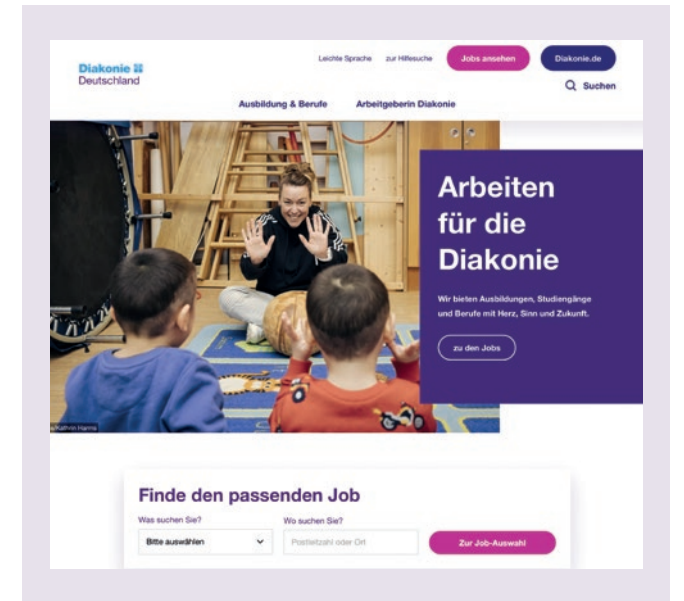 Leichte Sprache zur Hilfesuche Jobs ansehen Diakonie.de
Diakonie
Deutschland
Suchen
Ausbildung & Berufe Arbeitgeberin Diakonie
Arbeiten
für die
Diakonie
Wir bieten Ausbildungen, Studiengänge
und Berufe mit Herz, Sinn und Zukunft.
zu den Jobs
Kathrin Harms
Finde den passenden Job
Was suchen Sie? Wo suchen Sie?
Bitte auswählen Postleitzahl oder Ort Zur Job-Auswahl